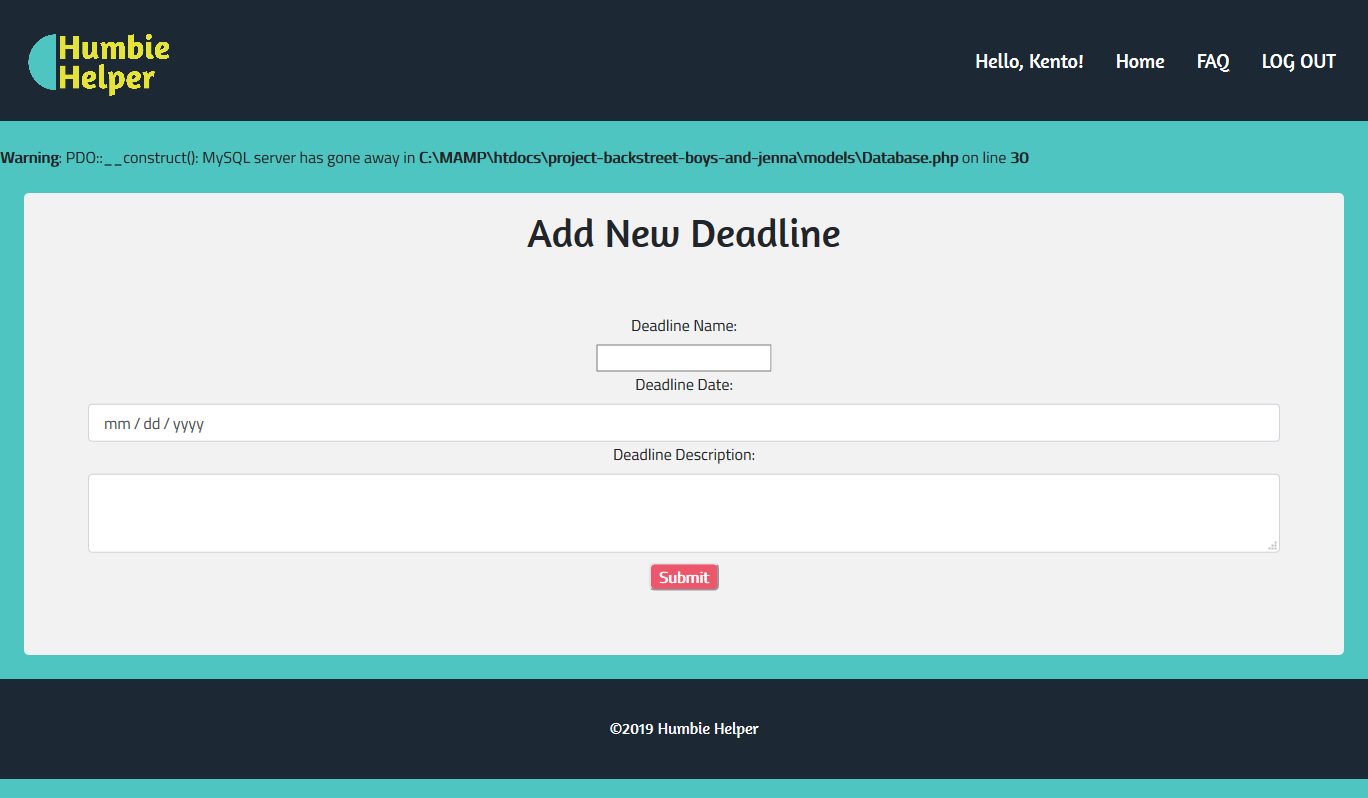 Humbie
Helper
Hello, Kento! Home FAQ LOG OUT
Warning: PDO::__construct(): MySQL server has gone away in C:\MAMP\htdocs\project-backstreet-boys-and-jenna\models\Database.php on line 30
Add New Deadline
Deadline Name:
Deadline Date:
mm / dd / yyyy
Deadline Description:
Submit
©2019 Humbie Helper